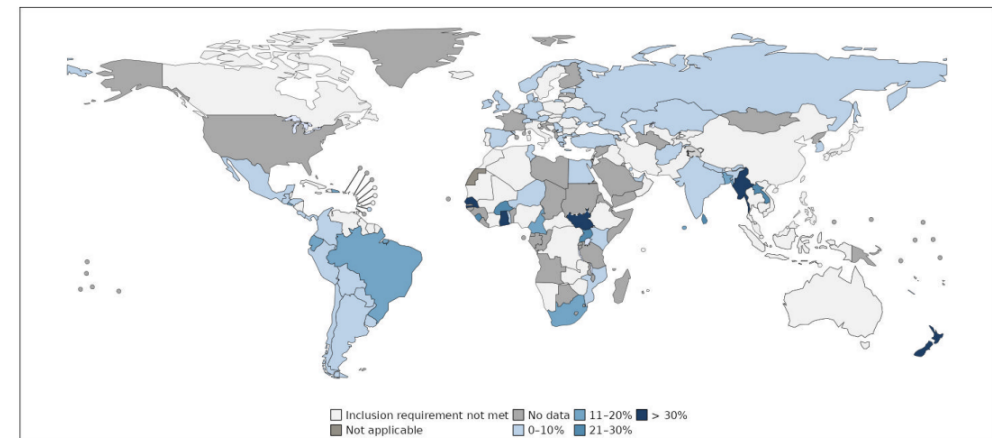 Inclusion requirement not met No data 11–20% > 30%
Not applicable 0–10% 21–30%